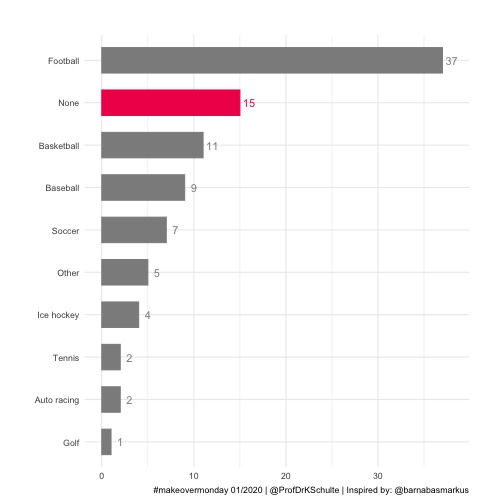 Football 37
None 15
Basketball 11
Baseball 9
Soccer 7
Other 5
Ice hockey 4
Tennis 2
Auto racing 2
Golf 1
0 10 20 30
#makeovermonday 01/2020 | @ProfDrKSchulte | Inspired by: @barnabasmarkus